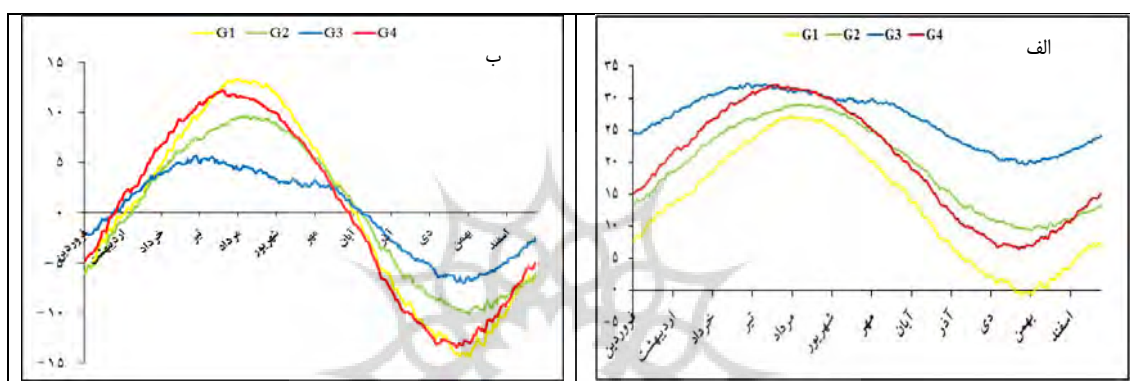 G1 G2 G3 G4
الف
۳۵
۳۰
۲۵
۲۰
۱۵
۱۰
۵
۰
-۵
فروردین اردیبهشت خرداد تیر مرداد شهریور مهر آبان آذر دی بهمن اسفند
G1 G2 G3 G4
ب
۱۵
۱۰
۵
۰
-۵
-۱۰
-۱۵
فروردین اردیبهشت خرداد تیر مرداد شهریور مهر آبان دی بهمن اسفند